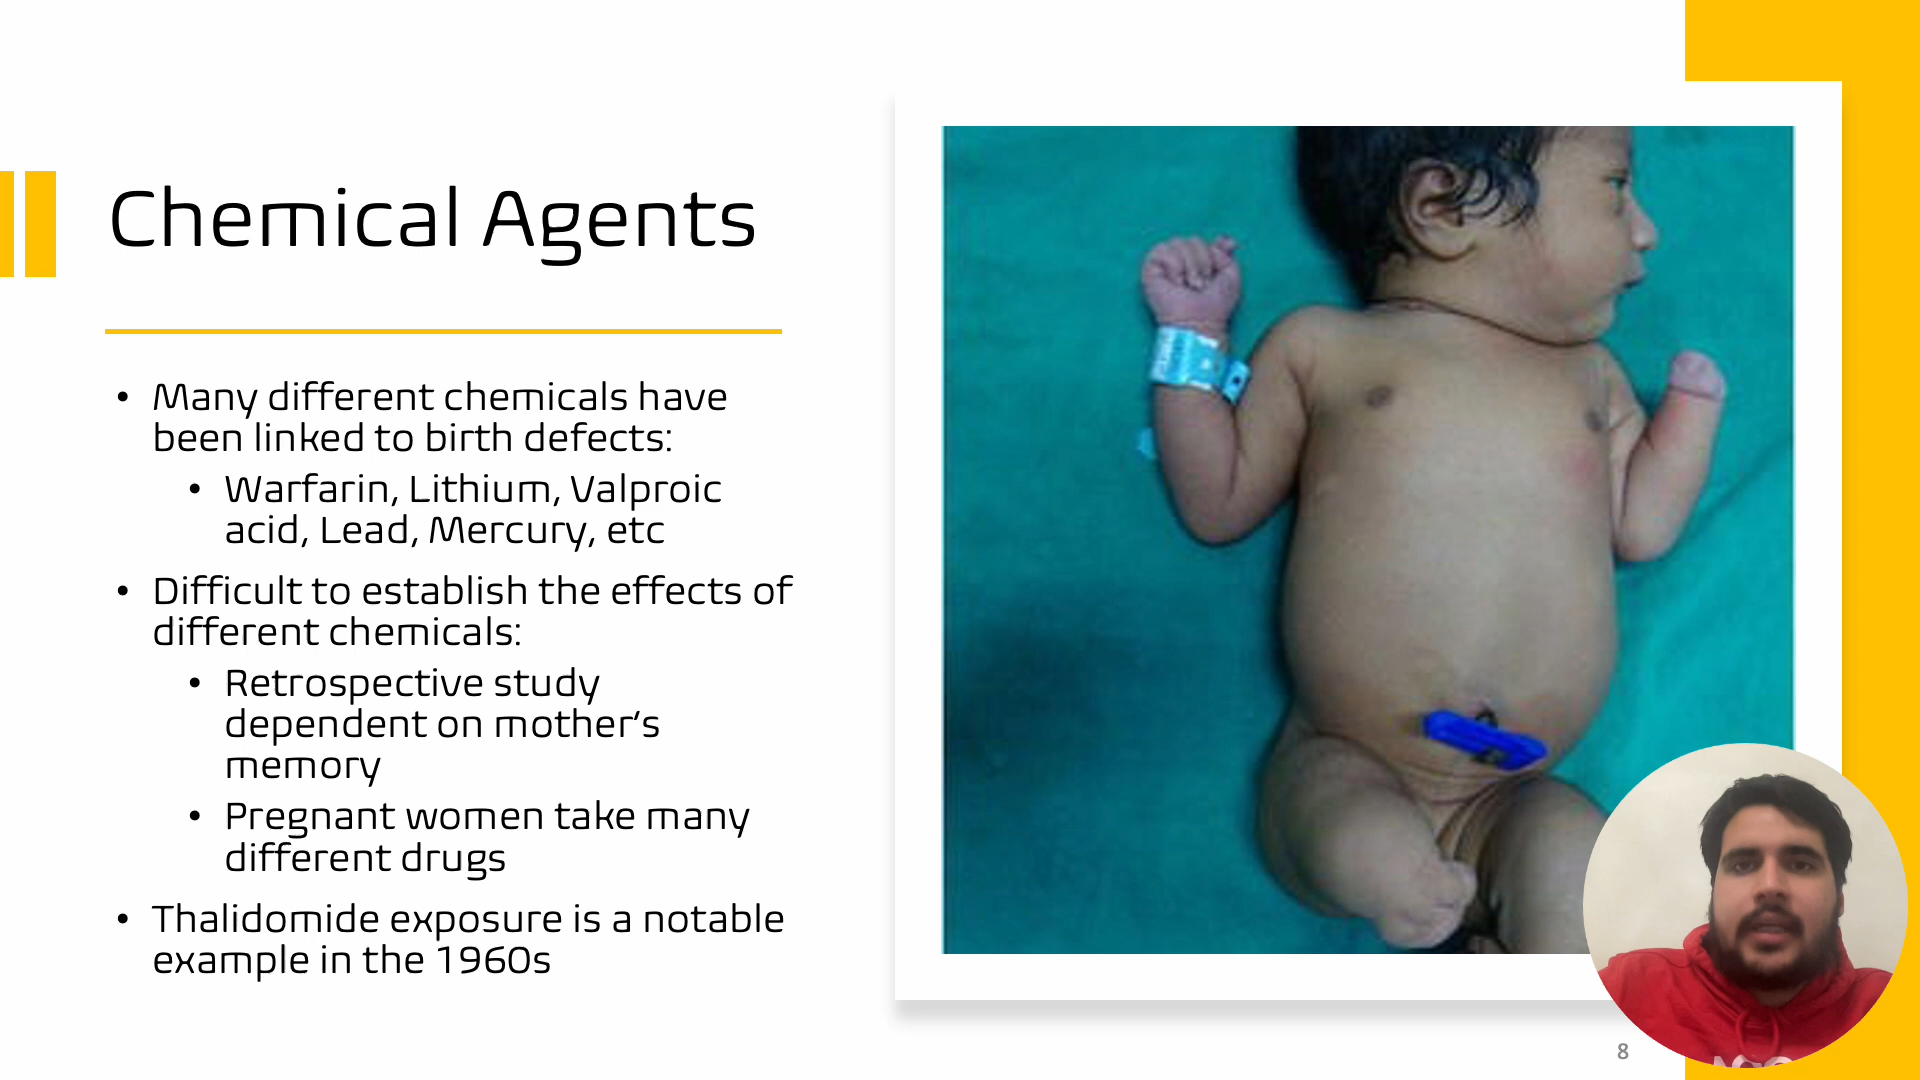 Chemical Agents
• Many different chemicals have
been linked to birth defects:
• Warfarin, Lithium, Valproic
acid, Lead, Mercury, etc
• Difficult to establish the effects of
different chemicals:
• Retrospective study
dependent on mother’s
memory
• Pregnant women take many
different drugs
• Thalidomide exposure is a notable
example in the 1960s
8